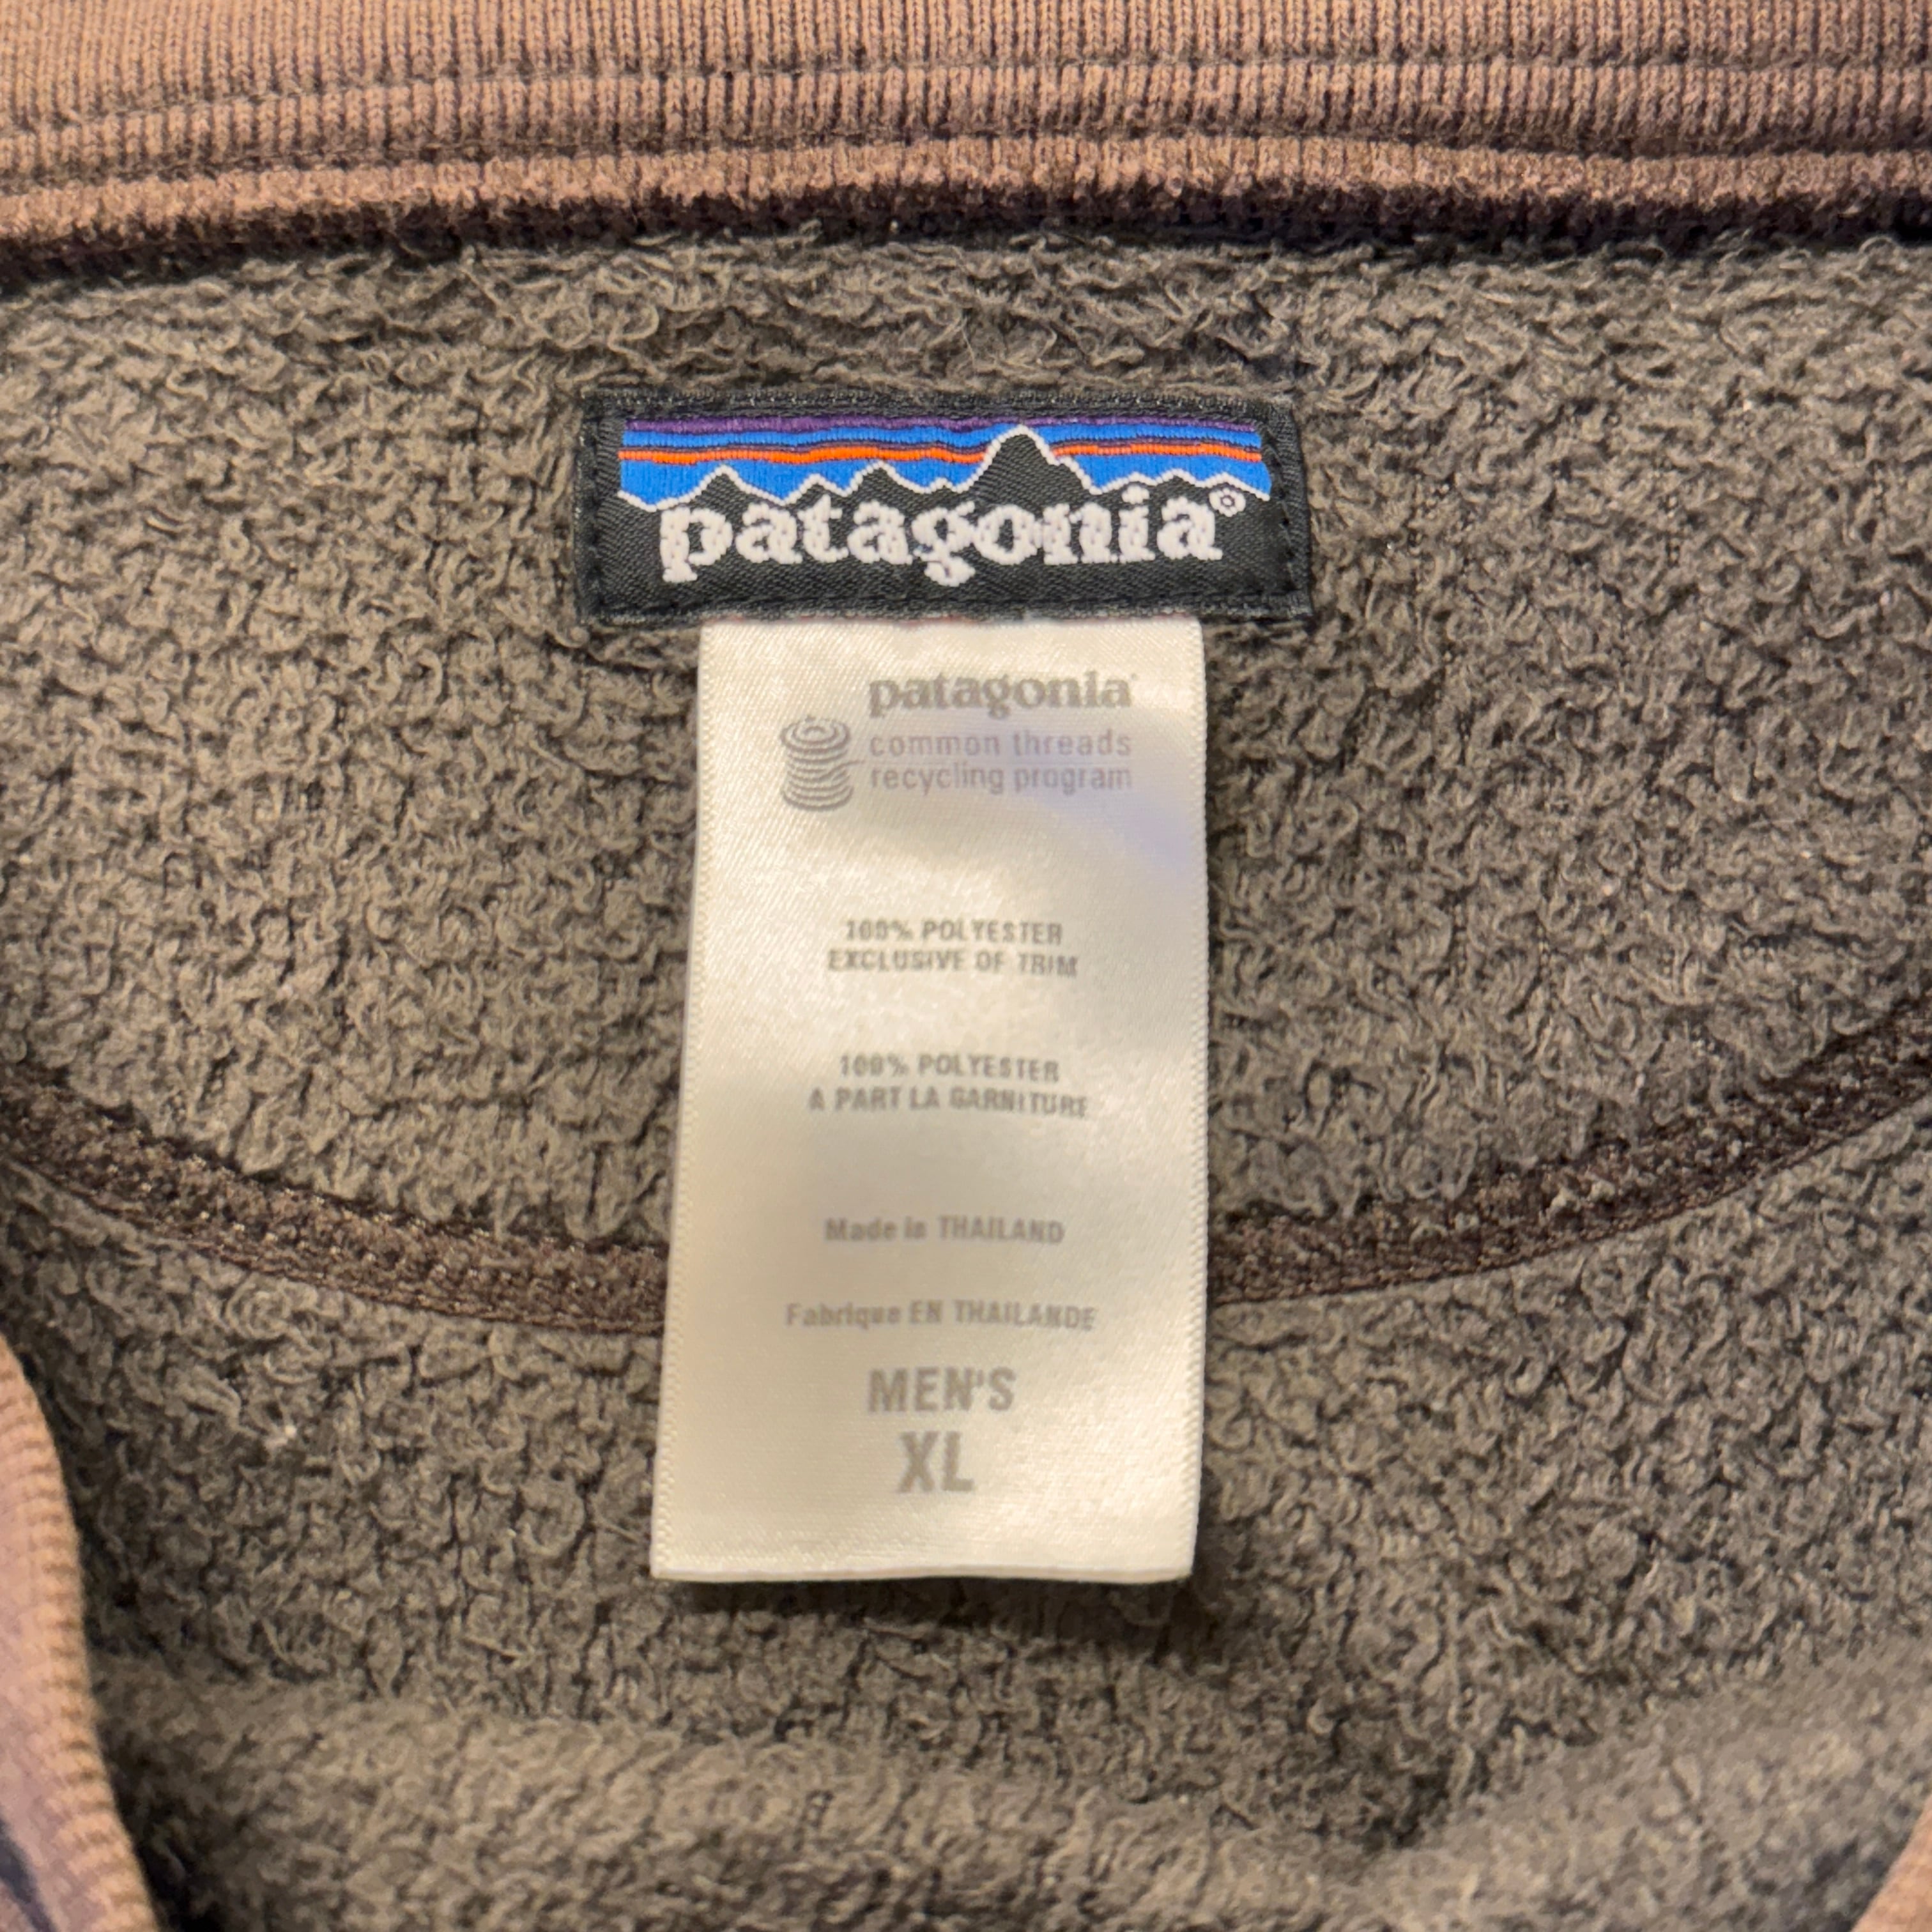 patagonia®
patagonia®
common threads
recycling program
100% POLYESTER
EXCLUSIVE OF TRIM
100% POLYESTER
A PART LA GARNITURE
Made in THAILAND
Fabriqué EN THAILANDE
MEN'S
XL